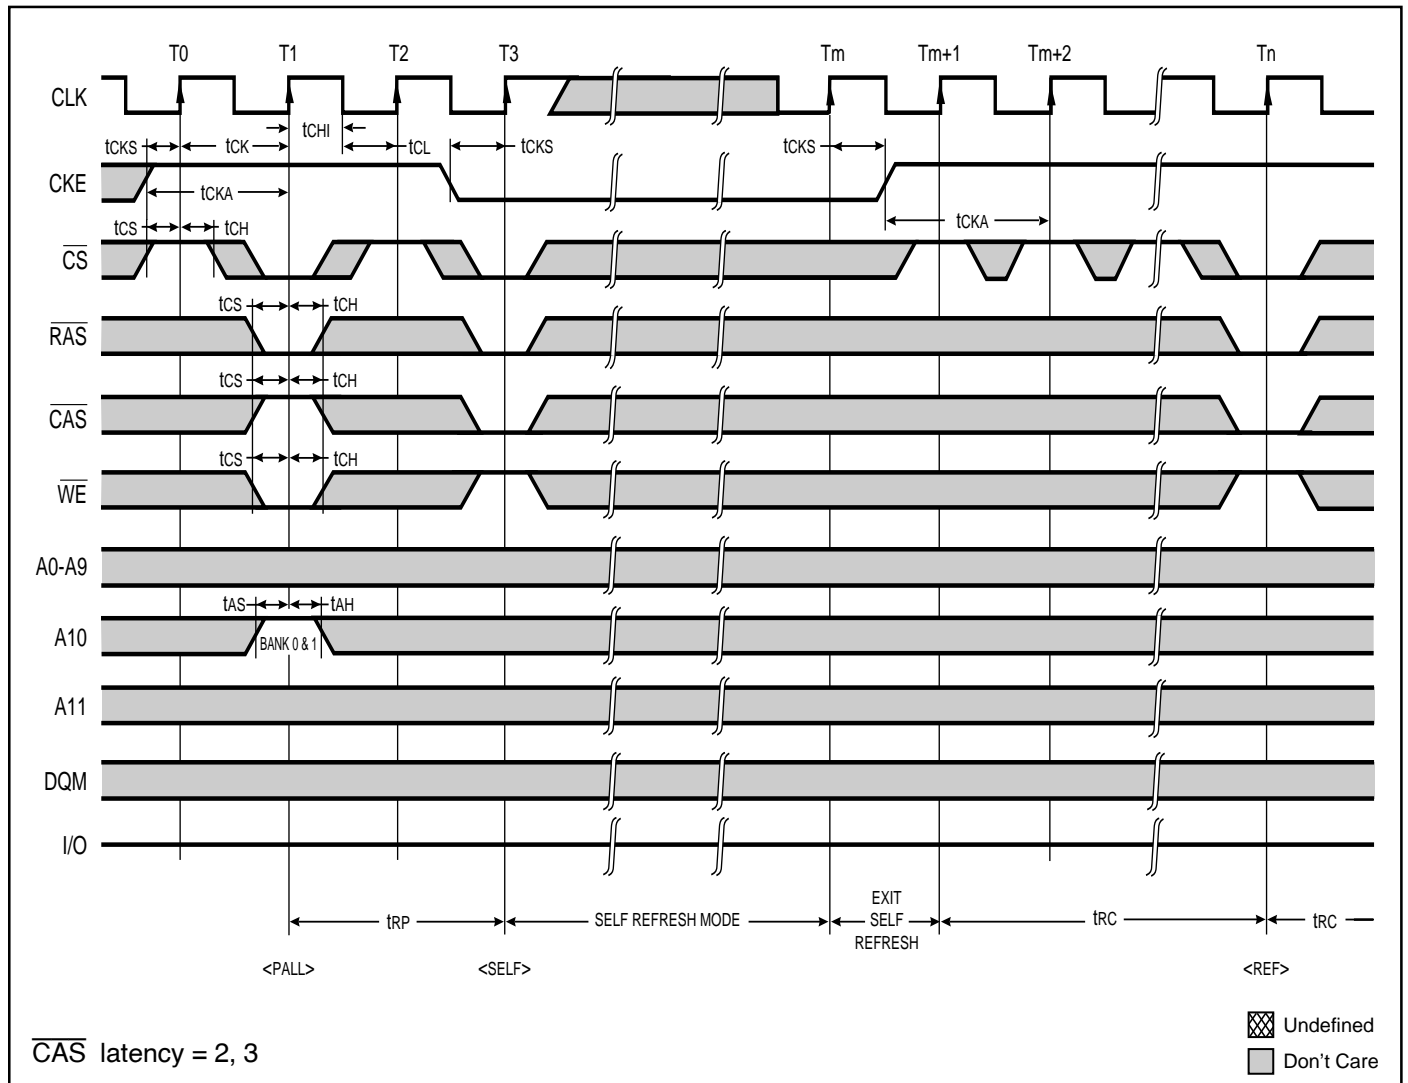 T0 T1 T2 T3 Tm Tm+1 Tm+2 Tn
CLK
tCHI
tCKS tCK tCL tCKS tCKS
CKE
tCKA
tCKA
tCS tCH
CS
tCS tCH
RAS
tCS tCH
CAS
tCS tCH
WE
A0-A9
tAS tAH
A10 BANK 0 & 1
A11
DQM
I/O
tRP SELF REFRESH MODE EXIT SELF REFRESH tRC tRC
<PALL> <SELF> <REF>
Undefined
CAS latency = 2, 3
Don't Care